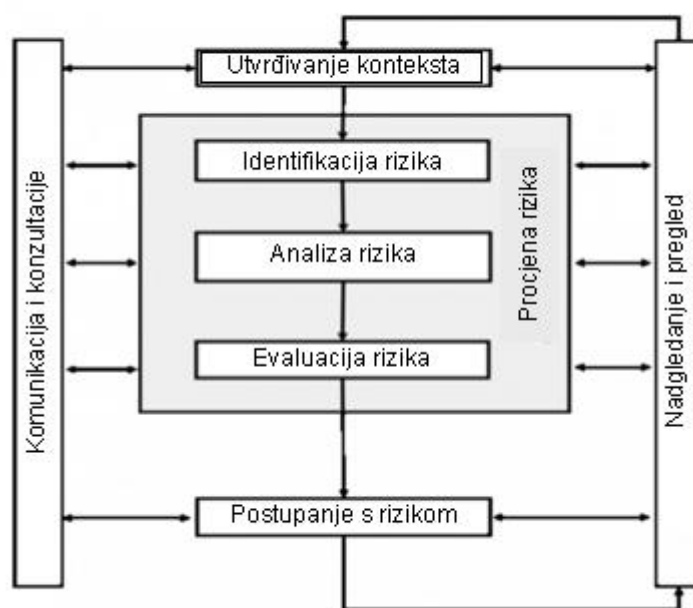 Utvrđivanje konteksta
Identifikacija rizika
Analiza rizika
Evaluacija rizika
Procjena rizika
Postupanje s rizikom
Komunikacija i konzultacije
Nadgledanje i pregled